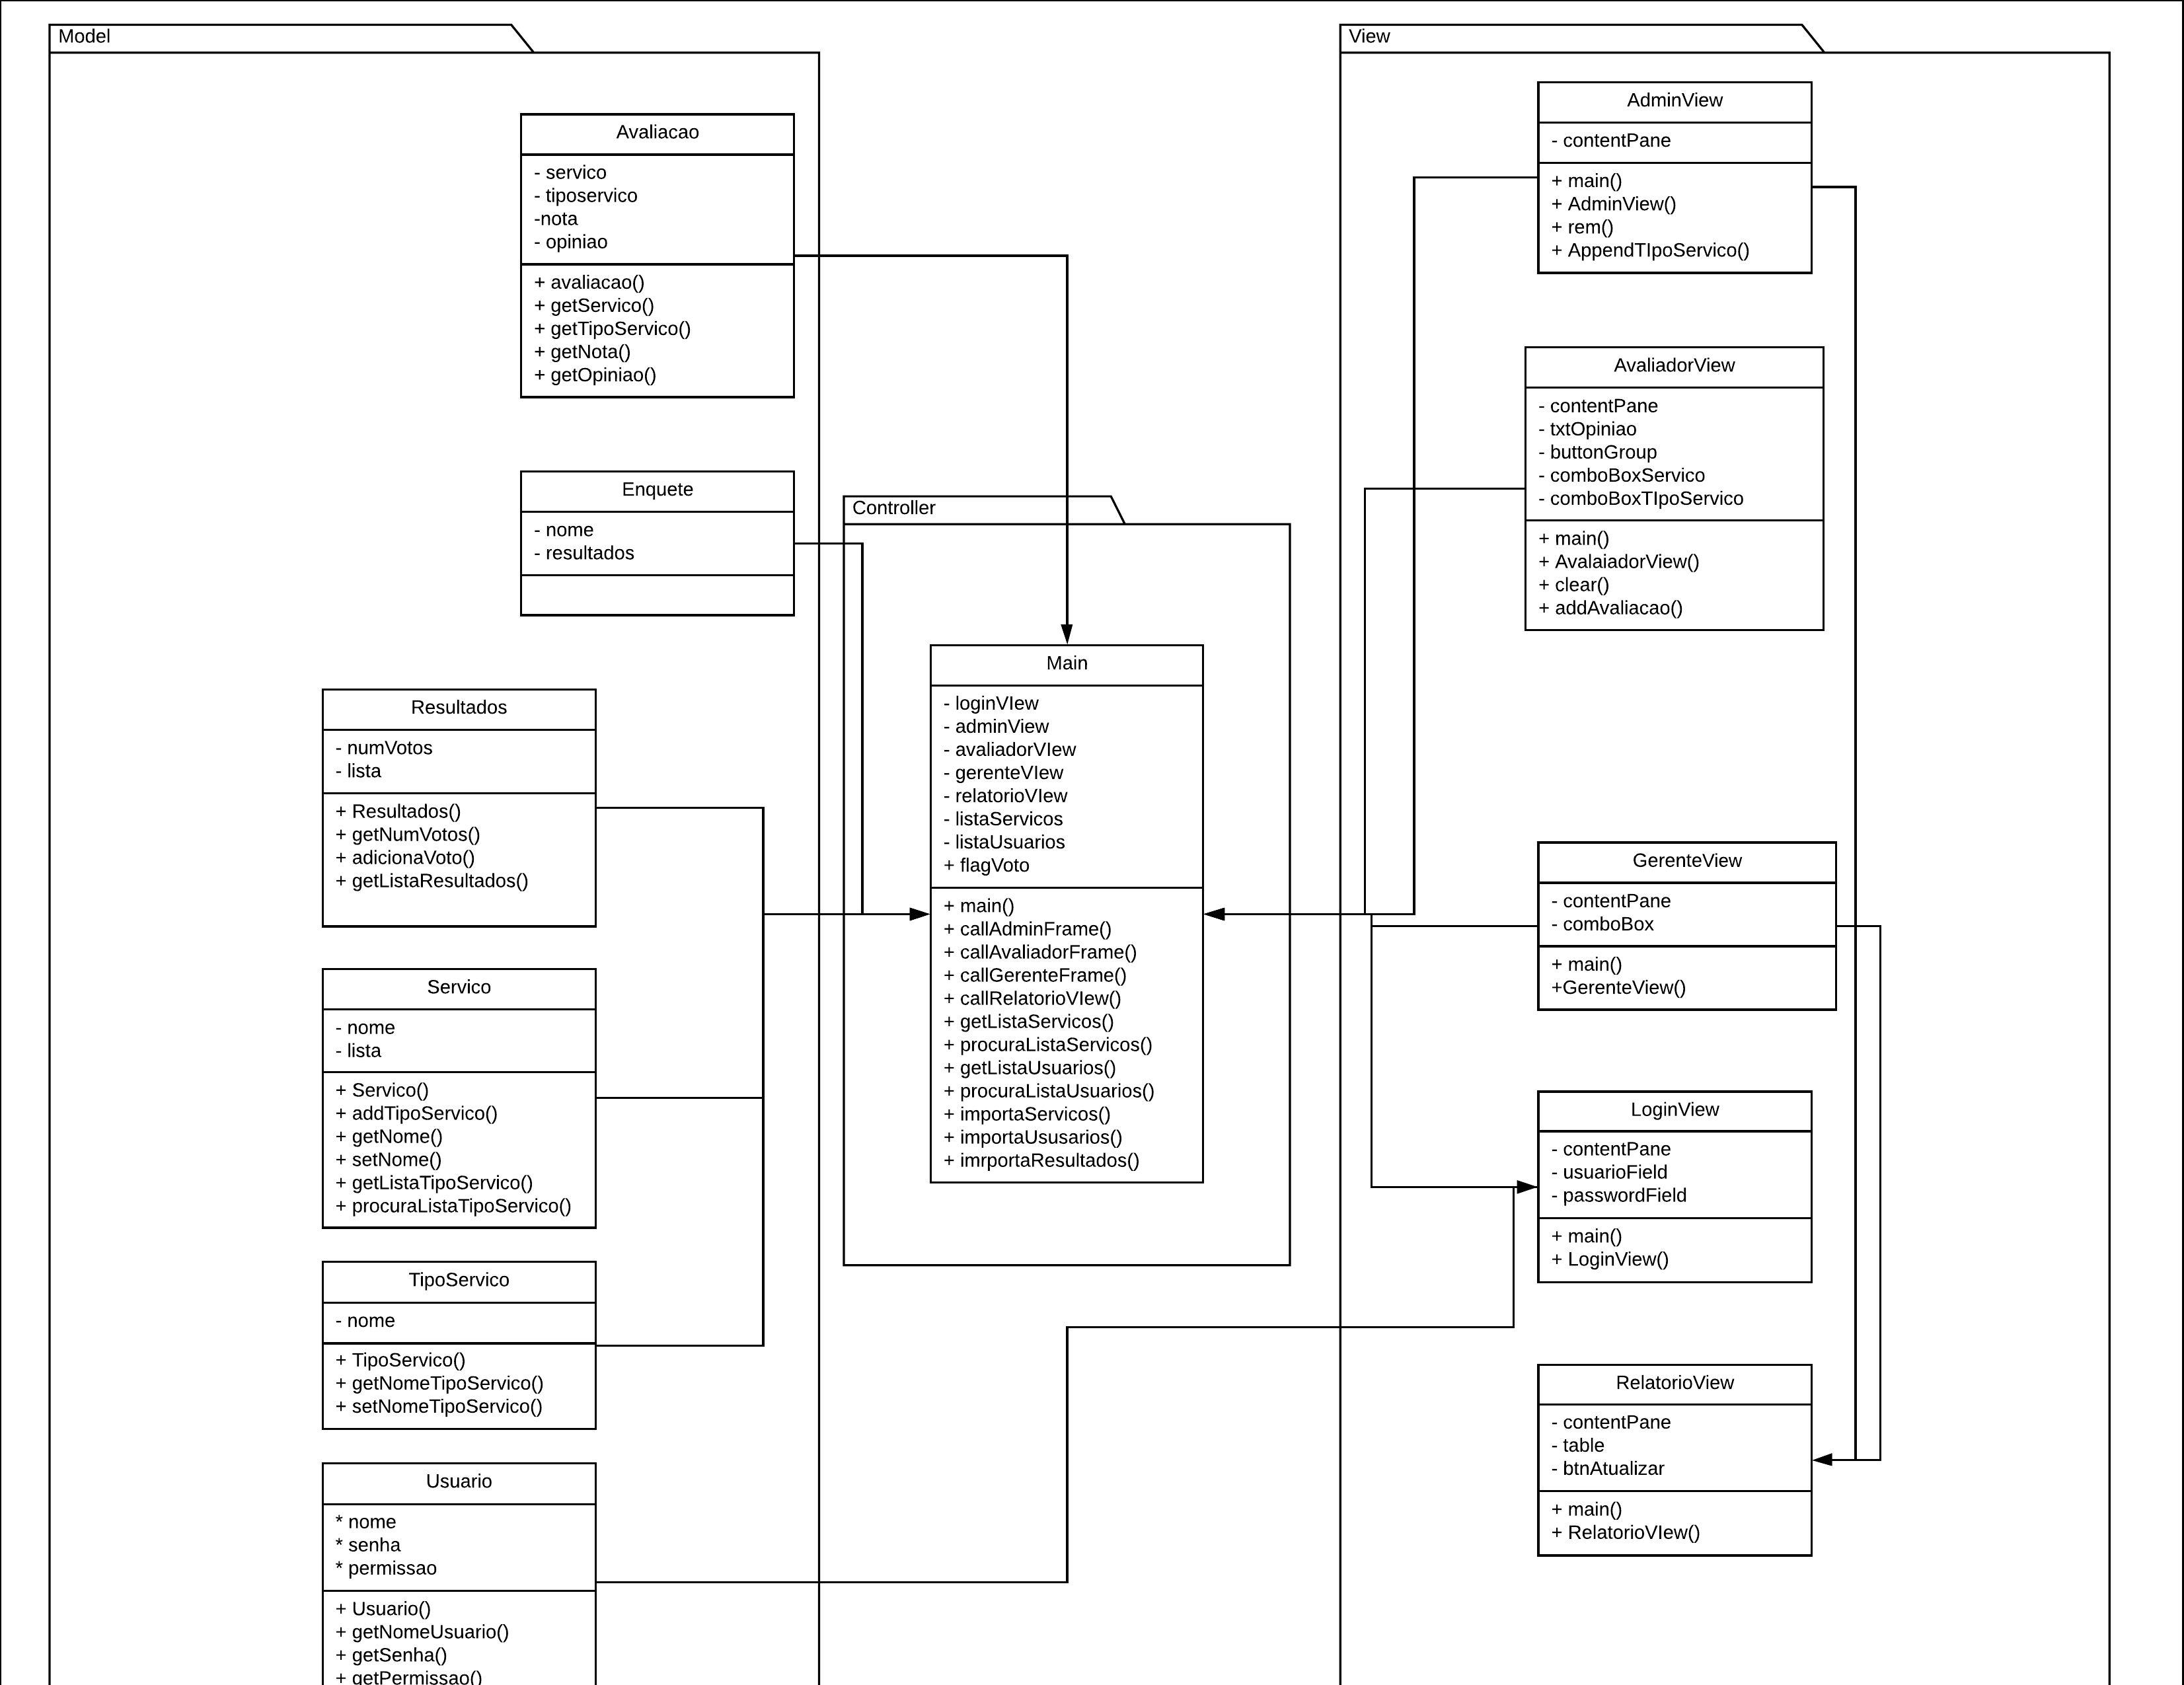 Model
Avaliacao
- servico
- tiposervico
-nota
- opiniao
+ avaliacao()
+ getServico()
+ getTipoServico()
+ getNota()
+ getOpiniao()
Enquete
- nome
- resultados
Resultados
- numVotos
- lista
+ Resultados()
+ getNumVotos()
+ adicionaVoto()
+ getListaResultados()
Servico
- nome
- lista
+ Servico()
+ addTipoServico()
+ getNome()
+ setNome()
+ getListaTipoServico()
+ procuraListaTipoServico()
TipoServico
- nome
+ TipoServico()
+ getNomeTipoServico()
+ setNomeTipoServico()
Usuario
* nome
* senha
* permissao
+ Usuario()
+ getNomeUsuario()
+ getSenha()
+ getPermissao()
Controller
Main
- loginVIew
- adminView
- avaliadorVIew
- gerenteVIew
- relatorioVIew
- listaServicos
- listaUsuarios
+ flagVoto
+ main()
+ callAdminFrame()
+ callAvaliadorFrame()
+ callGerenteFrame()
+ callRelatorioVIew()
+ getListaServicos()
+ procuraListaServicos()
+ getListaUsuarios()
+ procuraListaUsuarios()
+ importaServicos()
+ importaUsusarios()
+ imrportaResultados()
View
AdminView
- contentPane
+ main()
+ AdminView()
+ rem()
+ AppendTIpoServico()
AvaliadorView
- contentPane
- txtOpiniao
- buttonGroup
- comboBoxServico
- comboBoxTIpoServico
+ main()
+ AvalaiadorView()
+ clear()
+ addAvaliacao()
GerenteView
- contentPane
- comboBox
+ main()
+GerenteView()
LoginView
- contentPane
- usuarioField
- passwordField
+ main()
+ LoginView()
RelatorioView
- contentPane
- table
- btnAtualizar
+ main()
+ RelatorioVIew()